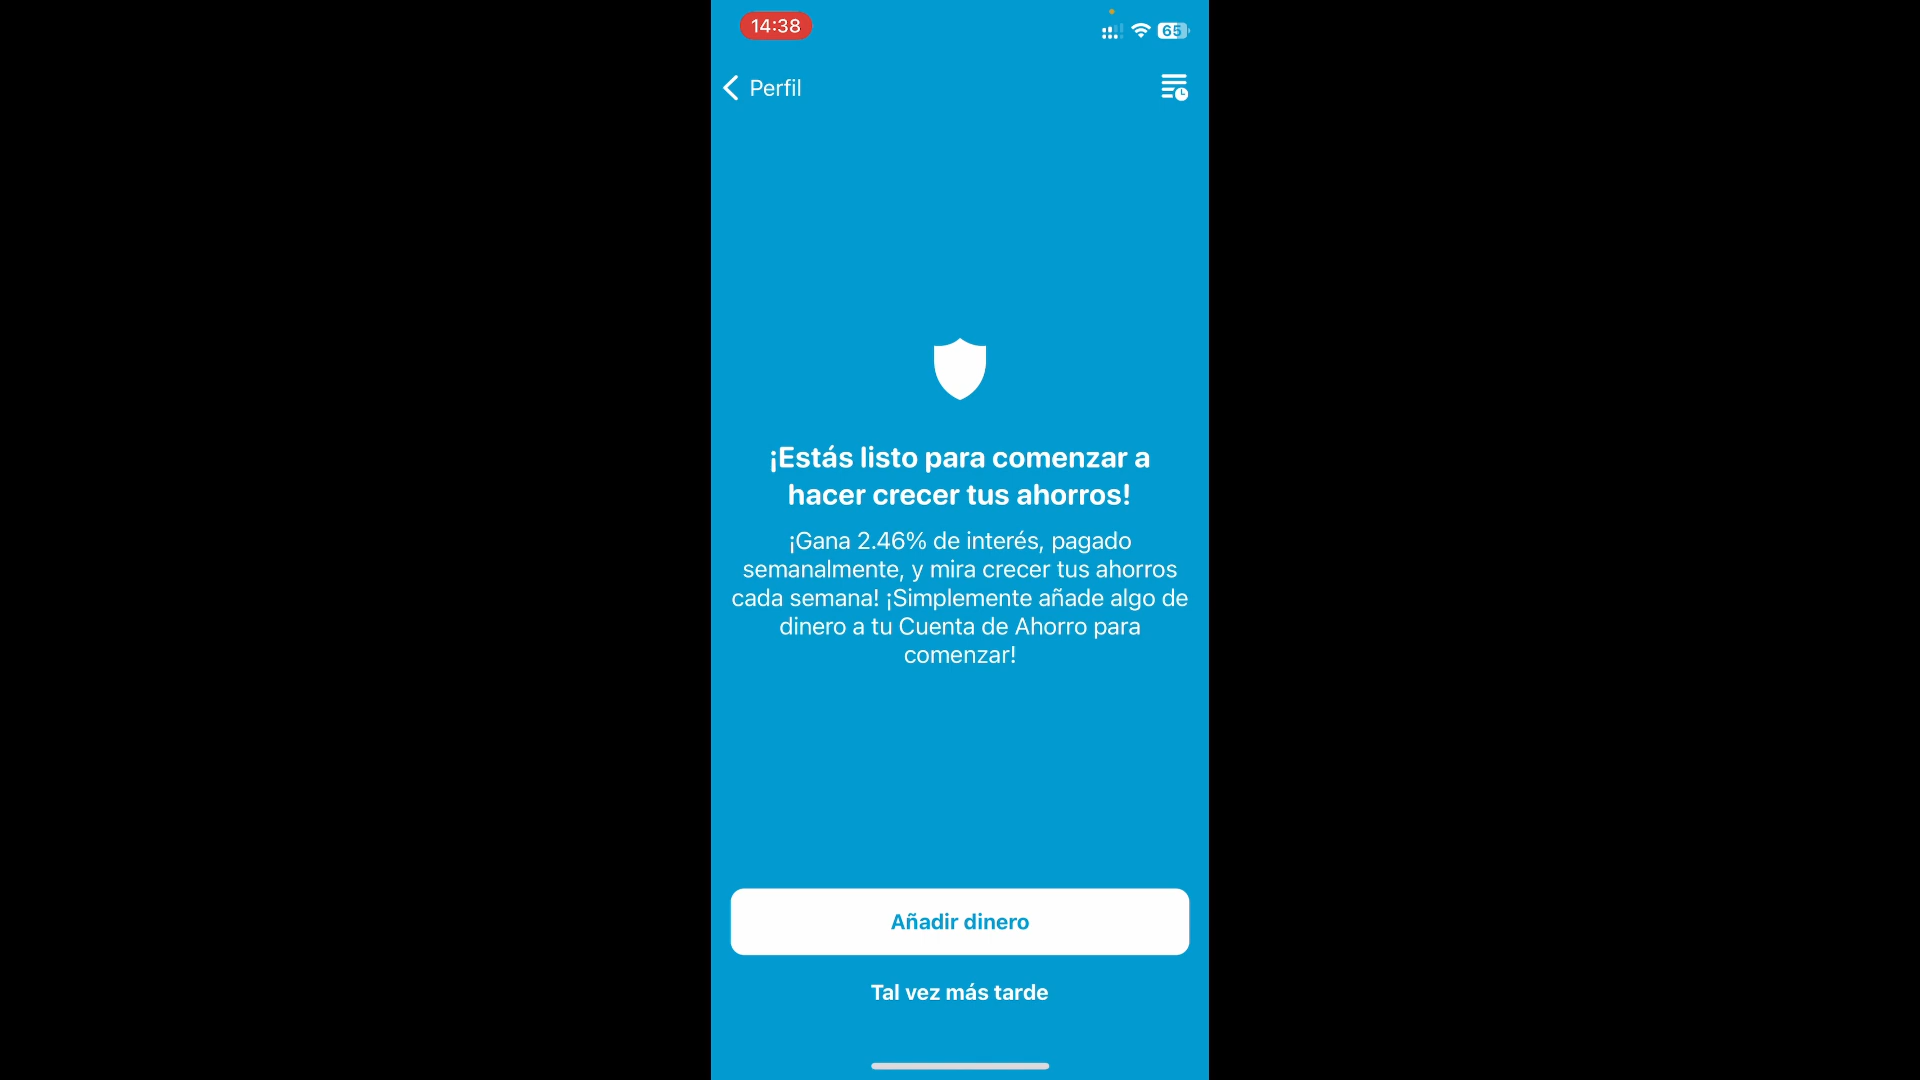 14:38
65
Perfil
¡Estás listo para comenzar a
hacer crecer tus ahorros!
¡Gana 2.46% de interés, pagado
semanalmente, y mira crecer tus ahorros
cada semana! ¡Simplemente añade algo de
dinero a tu Cuenta de Ahorro para
comenzar!
Añadir dinero
Tal vez más tarde